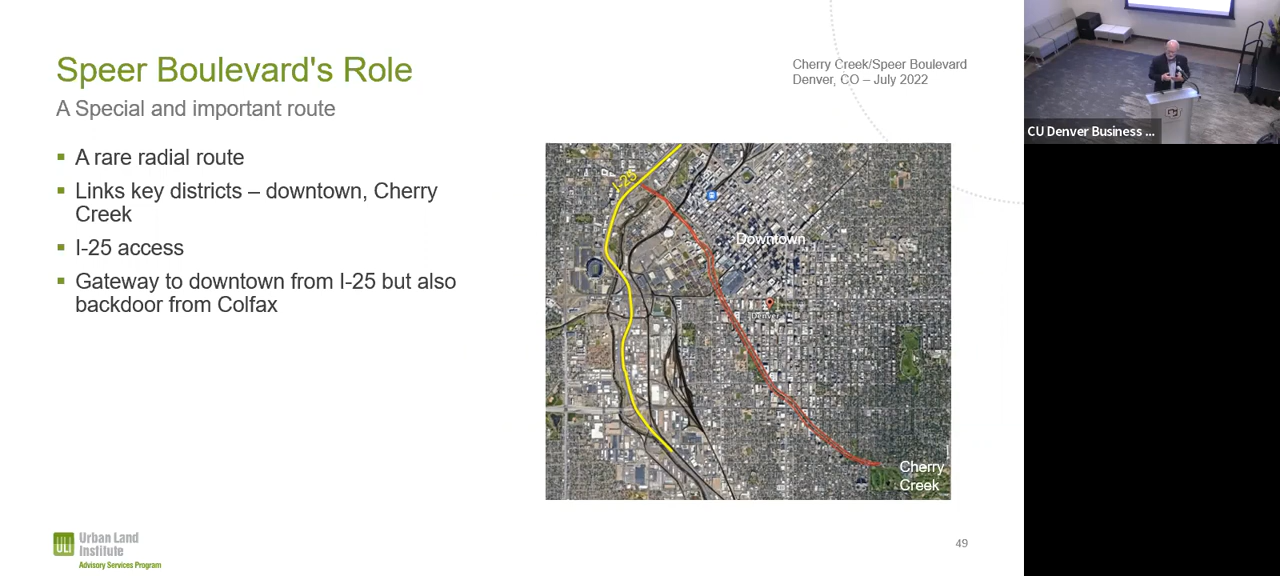 Speer Boulevard's Role
A Special and important route
Cherry Creek/Speer Boulevard
Denver, CO – July 2022
▪ A rare radial route
▪ Links key districts – downtown, Cherry
Creek
▪ I-25 access
▪ Gateway to downtown from I-25 but also
backdoor from Colfax
I-25
Downtown
Denver
Cherry
Creek
ULI
Urban Land
Institute
Advisory Services Program
49
CU Denver Business ...